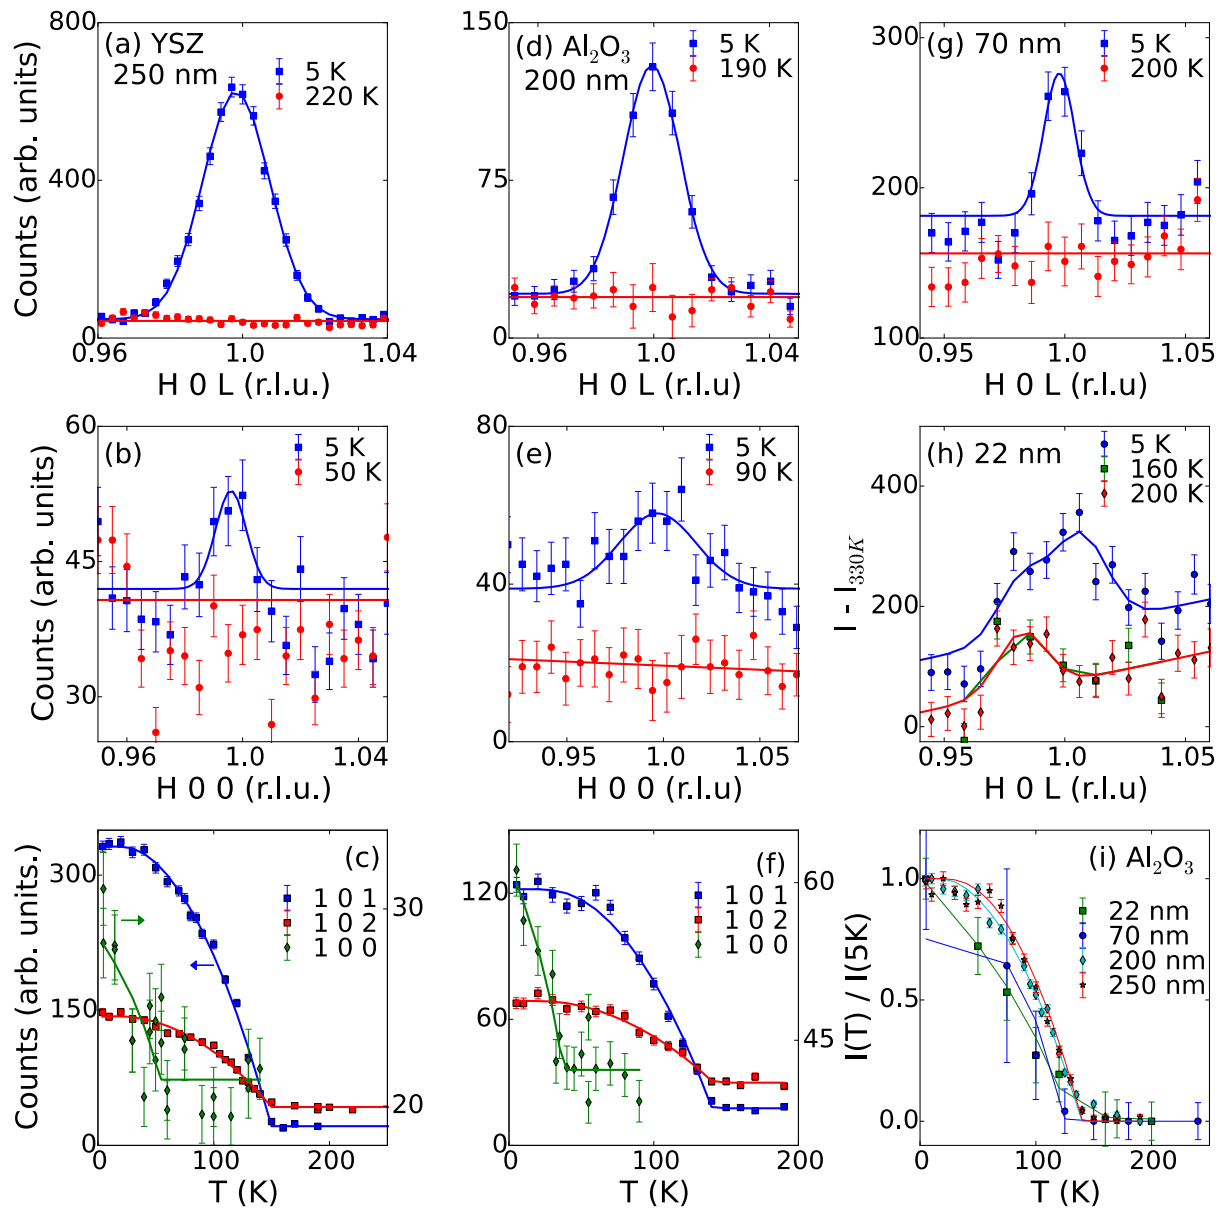 (a) YSZ
250 nm
5 K
220 K
800
400
0
Counts (arb. units)
0.96
1.0
1.04
H 0 L (r.l.u.)
(d) Al₂O₃
200 nm
5 K
190 K
150
75
0
0.96
1.0
1.04
H 0 L (r.l.u)
(g) 70 nm
5 K
200 K
300
200
100
0.95
1.0
1.05
H 0 L (r.l.u.)
(b)
5 K
50 K
60
45
30
Counts (arb. units)
0.96
1.0
1.04
H 0 0 (r.l.u.)
(e)
5 K
90 K
80
40
0
0.95
1.00
1.05
H 0 0 (r.l.u)
(h) 22 nm
5 K
160 K
200 K
400
200
0
I - I₃₃₀K
0.95
1.0
1.05
H 0 L (r.l.u.)
(c)
1 0 1
1 0 2
1 0 0
300
150
0
30
20
Counts (arb. units.)
0
100
200
T (K)
(f)
1 0 1
1 0 2
1 0 0
120
60
0
60
45
0
100
200
T (K)
(i) Al₂O₃
22 nm
70 nm
200 nm
250 nm
1.0
0.5
0.0
I(T) / I(5K)
0
100
200
T (K)